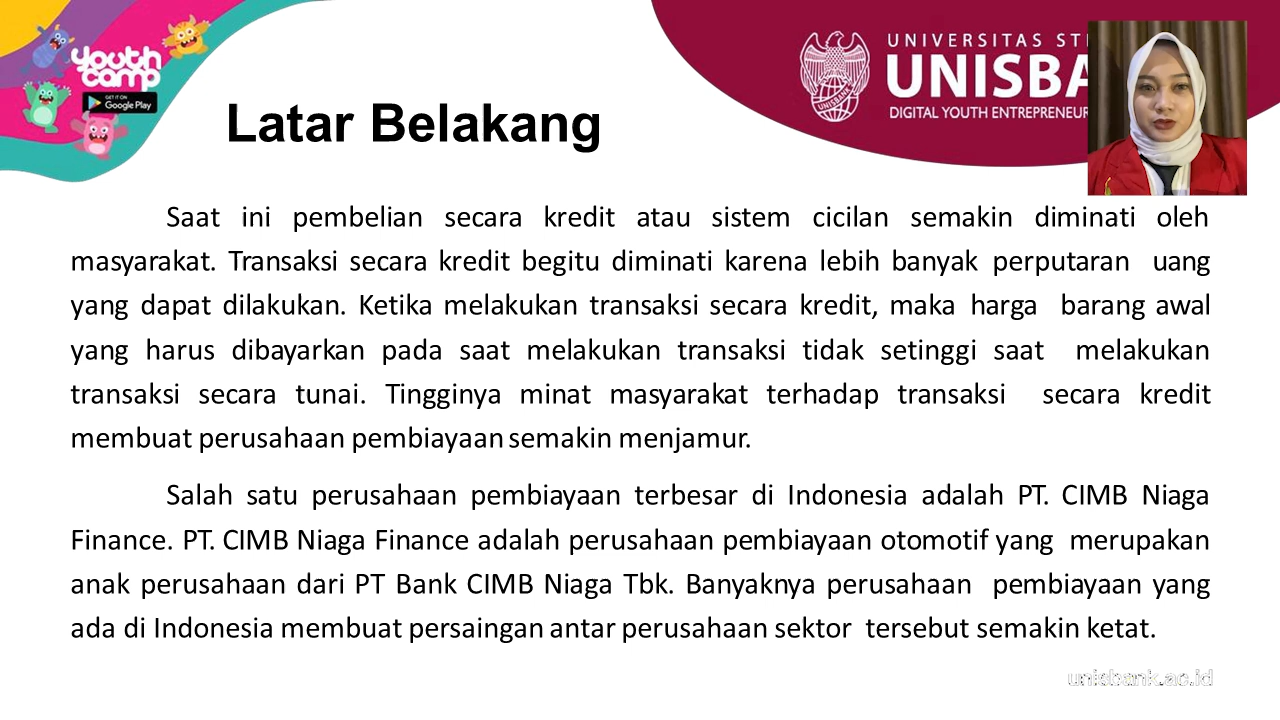 youth
camp
GET IT ON
Google Play
UNIVERSITAS
UNISBA
DIGITAL YOUTH
UNISBANK
Latar Belakang
Saat ini pembelian secara kredit atau sistem cicilan semakin diminati oleh
masyarakat. Transaksi secara kredit begitu diminati karena lebih banyak perputaran uang
yang dapat dilakukan. Ketika melakukan transaksi secara kredit, maka harga barang awal
yang harus dibayarkan pada saat melakukan transaksi tidak setinggi saat melakukan
transaksi secara tunai. Tingginya minat masyarakat terhadap transaksi secara kredit
membuat perusahaan pembiayaan semakin menjamur.
Salah satu perusahaan pembiayaan terbesar di Indonesia adalah PT. CIMB Niaga
Finance. PT. CIMB Niaga Finance adalah perusahaan pembiayaan otomotif yang merupakan
anak perusahaan dari PT Bank CIMB Niaga Tbk. Banyaknya perusahaan pembiayaan yang
ada di Indonesia membuat persaingan antar perusahaan sektor tersebut semakin ketat.
unisbank.ac.id